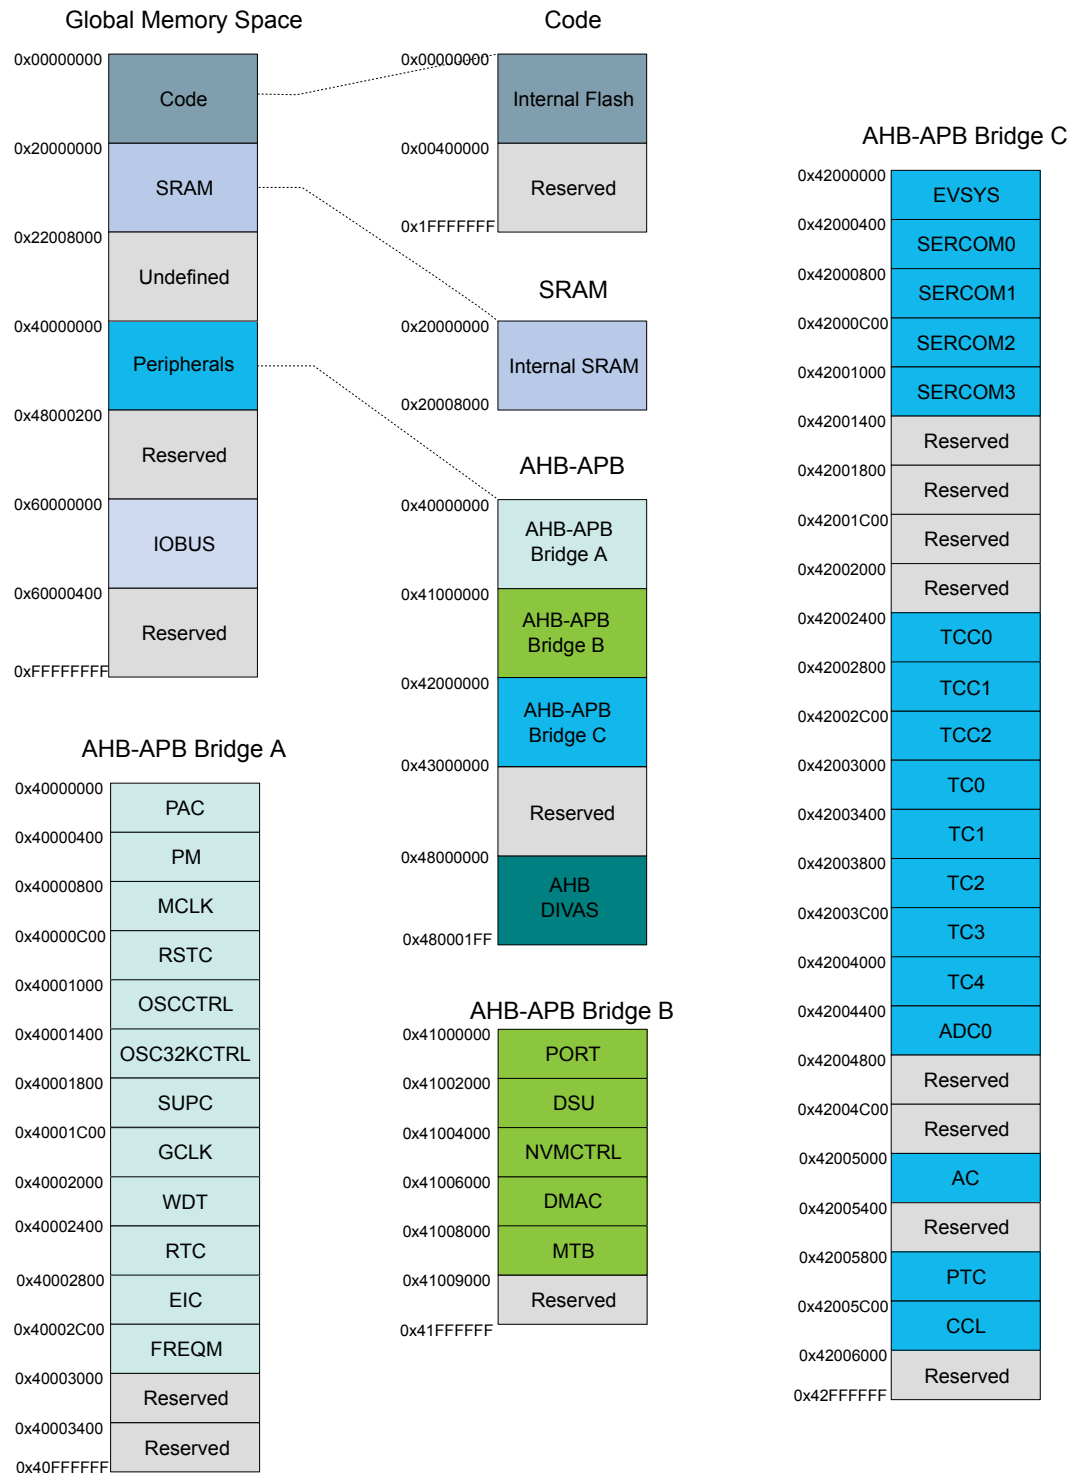 Global Memory Space
0x00000000
Code
0x20000000
SRAM
0x22008000
Undefined
0x40000000
Peripherals
0x48000200
Reserved
0x60000000
IOBUS
0x60000400
Reserved
0xFFFFFFFF
Code
0x00000000
Internal Flash
0x00400000
Reserved
0x1FFFFFFF
SRAM
0x20000000
Internal SRAM
0x20008000
AHB-APB
0x40000000
AHB-APB
Bridge A
0x41000000
AHB-APB
Bridge B
0x42000000
AHB-APB
Bridge C
0x43000000
Reserved
0x48000000
AHB
DIVAS
0x480001FF
AHB-APB Bridge A
0x40000000
PAC
0x40000400
PM
0x40000800
MCLK
0x40000C00
RSTC
0x40001000
OSCCTRL
0x40001400
OSC32KCTRL
0x40001800
SUPC
0x40001C00
GCLK
0x40002000
WDT
0x40002400
RTC
0x40002800
EIC
0x40002C00
FREQM
0x40003000
Reserved
0x40003400
Reserved
0x40FFFFFF
AHB-APB Bridge B
0x41000000
PORT
0x41002000
DSU
0x41004000
NVMCTRL
0x41006000
DMAC
0x41008000
MTB
0x41009000
Reserved
0x41FFFFFF
AHB-APB Bridge C
0x42000000
EVSYS
0x42000400
SERCOM0
0x42000800
SERCOM1
0x42000C00
SERCOM2
0x42001000
SERCOM3
0x42001400
Reserved
0x42001800
Reserved
0x42001C00
Reserved
0x42002000
Reserved
0x42002400
TCC0
0x42002800
TCC1
0x42002C00
TCC2
0x42003000
TC0
0x42003400
TC1
0x42003800
TC2
0x42003C00
TC3
0x42004000
TC4
0x42004400
ADC0
0x42004800
Reserved
0x42004C00
Reserved
0x42005000
AC
0x42005400
Reserved
0x42005800
PTC
0x42005C00
CCL
0x42006000
Reserved
0x42FFFFFF